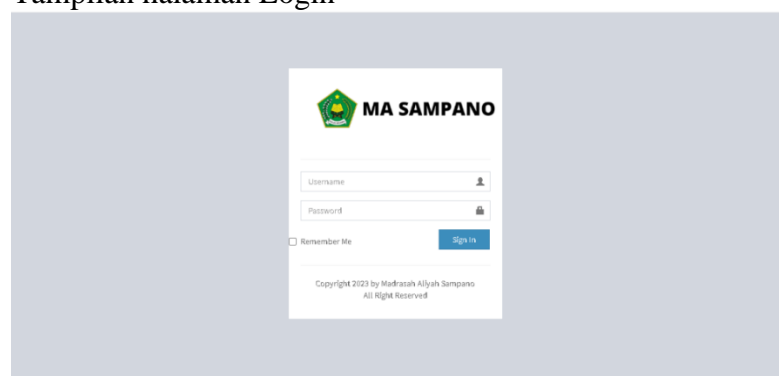 Tampilan halaman Login
MA SAMPANO
Username
Password
Remember Me
Sign In
Copyright 2023 by Madrasah Aliyah Sampano
All Right Reserved